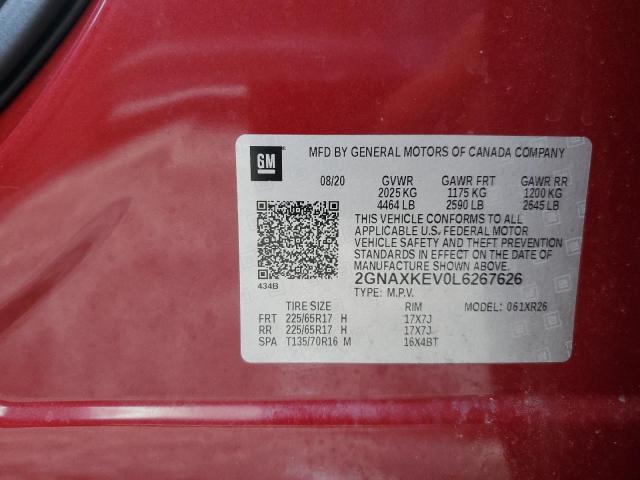 GM
MFD BY GENERAL MOTORS OF CANADA COMPANY
08/20 GVWR GAWR FRT GAWR RR
2025 KG 1175 KG 1200 KG
4464 LB 2590 LB 2645 LB
THIS VEHICLE CONFORMS TO ALL
APPLICABLE U.S. FEDERAL MOTOR
VEHICLE SAFETY AND THEFT PREVENTION
STANDARDS IN EFFECT ON THE DATE OF
MANUFACTURE SHOWN ABOVE.
434B 2GNAXKEV0L6267626
TYPE: M.P.V.
TIRE SIZE RIM MODEL: 061XR26
FRT 225/65R17 H 17X7J
RR 225/65R17 H 17X7J
SPA T135/70R16 M 16X4BT